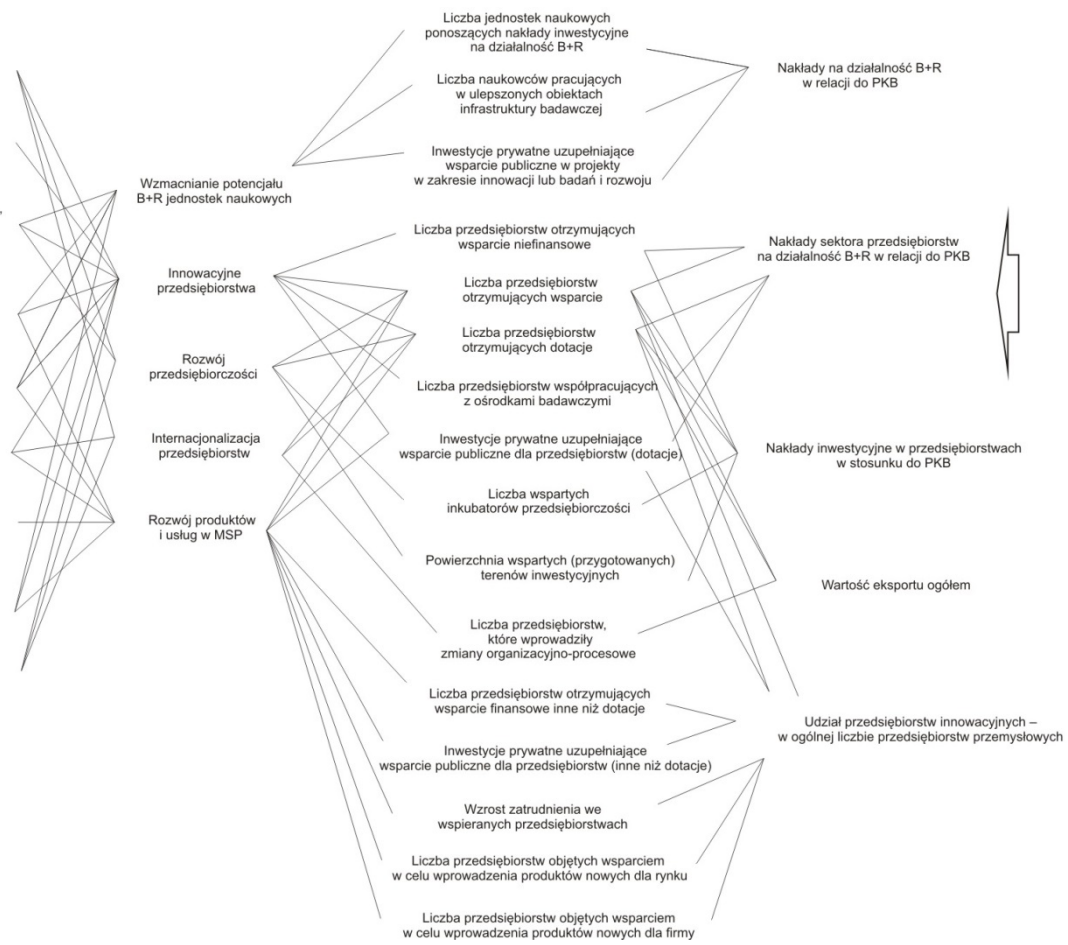 Wzmacnianie potencjału
B+R jednostek naukowych
Innowacyjne
przedsiębiorstwa
Rozwój
przedsiębiorczości
Internacjonalizacja
przedsiębiorstw
Rozwój produktów
i usług w MSP
Liczba jednostek naukowych
ponoszących nakłady inwestycyjne
na działalność B+R
Liczba naukowców pracujących
w ulepszonych obiektach
infrastruktury badawczej
Inwestycje prywatne uzupełniające
wsparcie publiczne w projekty
w zakresie innowacji lub badań i rozwoju
Liczba przedsiębiorstw otrzymujących
wsparcie niefinansowe
Liczba przedsiębiorstw
otrzymujących wsparcie
Liczba przedsiębiorstw
otrzymujących dotacje
Liczba przedsiębiorstw współpracujących
z ośrodkami badawczymi
Inwestycje prywatne uzupełniające
wsparcie publiczne dla przedsiębiorstw (dotacje)
Liczba wspartych
inkubatorów przedsiębiorczości
Powierzchnia wspartych (przygotowanych)
terenów inwestycyjnych
Liczba przedsiębiorstw,
które wprowadziły
zmiany organizacyjno-procesowe
Liczba przedsiębiorstw otrzymujących
wsparcie finansowe inne niż dotacje
Inwestycje prywatne uzupełniające
wsparcie publiczne dla przedsiębiorstw (inne niż dotacje)
Wzrost zatrudnienia we
wspieranych przedsiębiorstwach
Liczba przedsiębiorstw objętych wsparciem
w celu wprowadzenia produktów nowych dla rynku
Liczba przedsiębiorstw objętych wsparciem
w celu wprowadzenia produktów nowych dla firmy
Nakłady na działalność B+R
w relacji do PKB
Nakłady sektora przedsiębiorstw
na działalność B+R w relacji do PKB
Nakłady inwestycyjne w przedsiębiorstwach
w stosunku do PKB
Wartość eksportu ogółem
Udział przedsiębiorstw innowacyjnych –
w ogólnej liczbie przedsiębiorstw przemysłowych